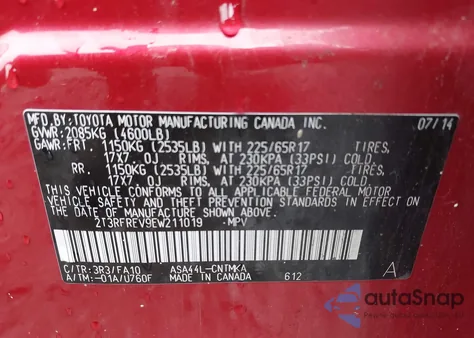 MFD.BY:TOYOTA MOTOR MANUFACTURING CANADA INC. 07/14
GVWR:2085KG (4600LB)
GAWR:FRT. 1150KG (2535LB) WITH 225/65R17 TIRES,
17X7.0J RIMS, AT 230KPA (33PSI) COLD.
RR. 1150KG (2535LB) WITH 225/65R17 TIRES,
17X7.0J RIMS, AT 230KPA (33PSI) COLD.
THIS VEHICLE CONFORMS TO ALL APPLICABLE FEDERAL MOTOR
VEHICLE SAFETY AND THEFT PREVENTION STANDARDS IN EFFECT
ON THE DATE OF MANUFACTURE SHOWN ABOVE.
2T3RFREV9EW211019 MPV
C/TR:3R3/FA10 ASA44L-CNTMKA A
A/TM:-01A/U760F MADE IN CANADA 612
autoSnap
POWERED BY